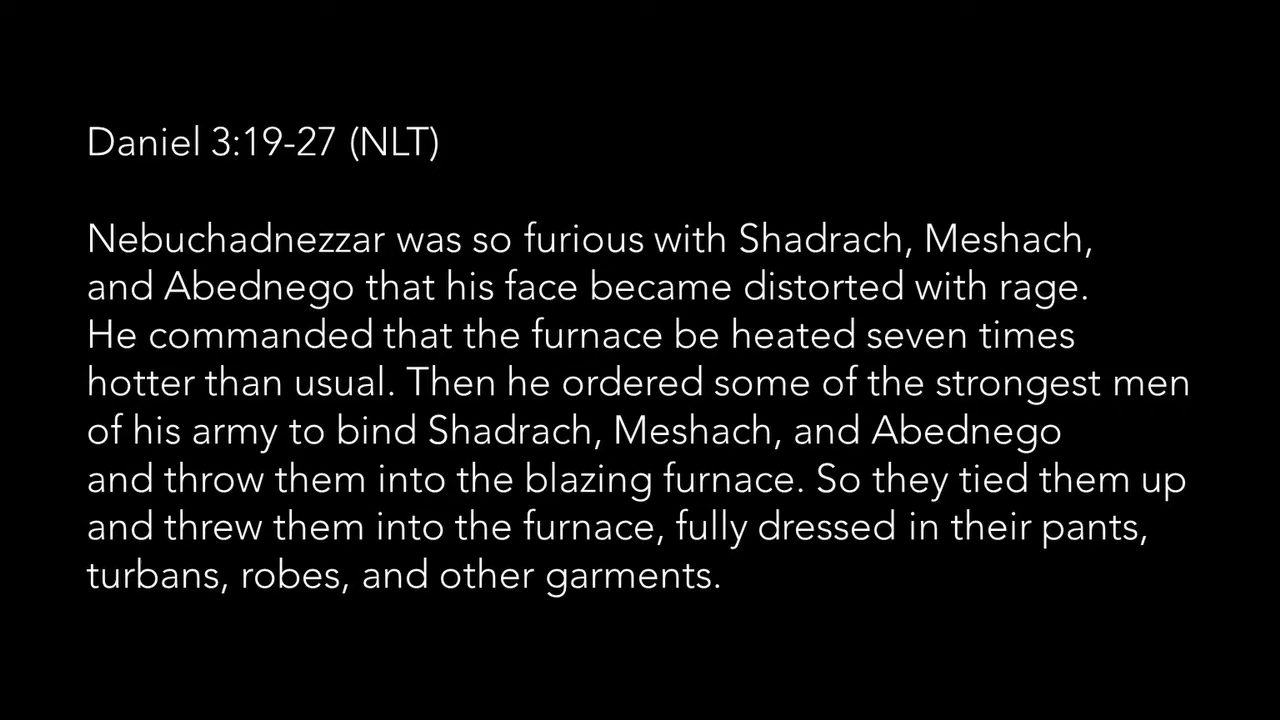 Daniel 3:19-27 (NLT)
Nebuchadnezzar was so furious with Shadrach, Meshach,
and Abednego that his face became distorted with rage.
He commanded that the furnace be heated seven times
hotter than usual. Then he ordered some of the strongest men
of his army to bind Shadrach, Meshach, and Abednego
and throw them into the blazing furnace. So they tied them up
and threw them into the furnace, fully dressed in their pants,
turbans, robes, and other garments.